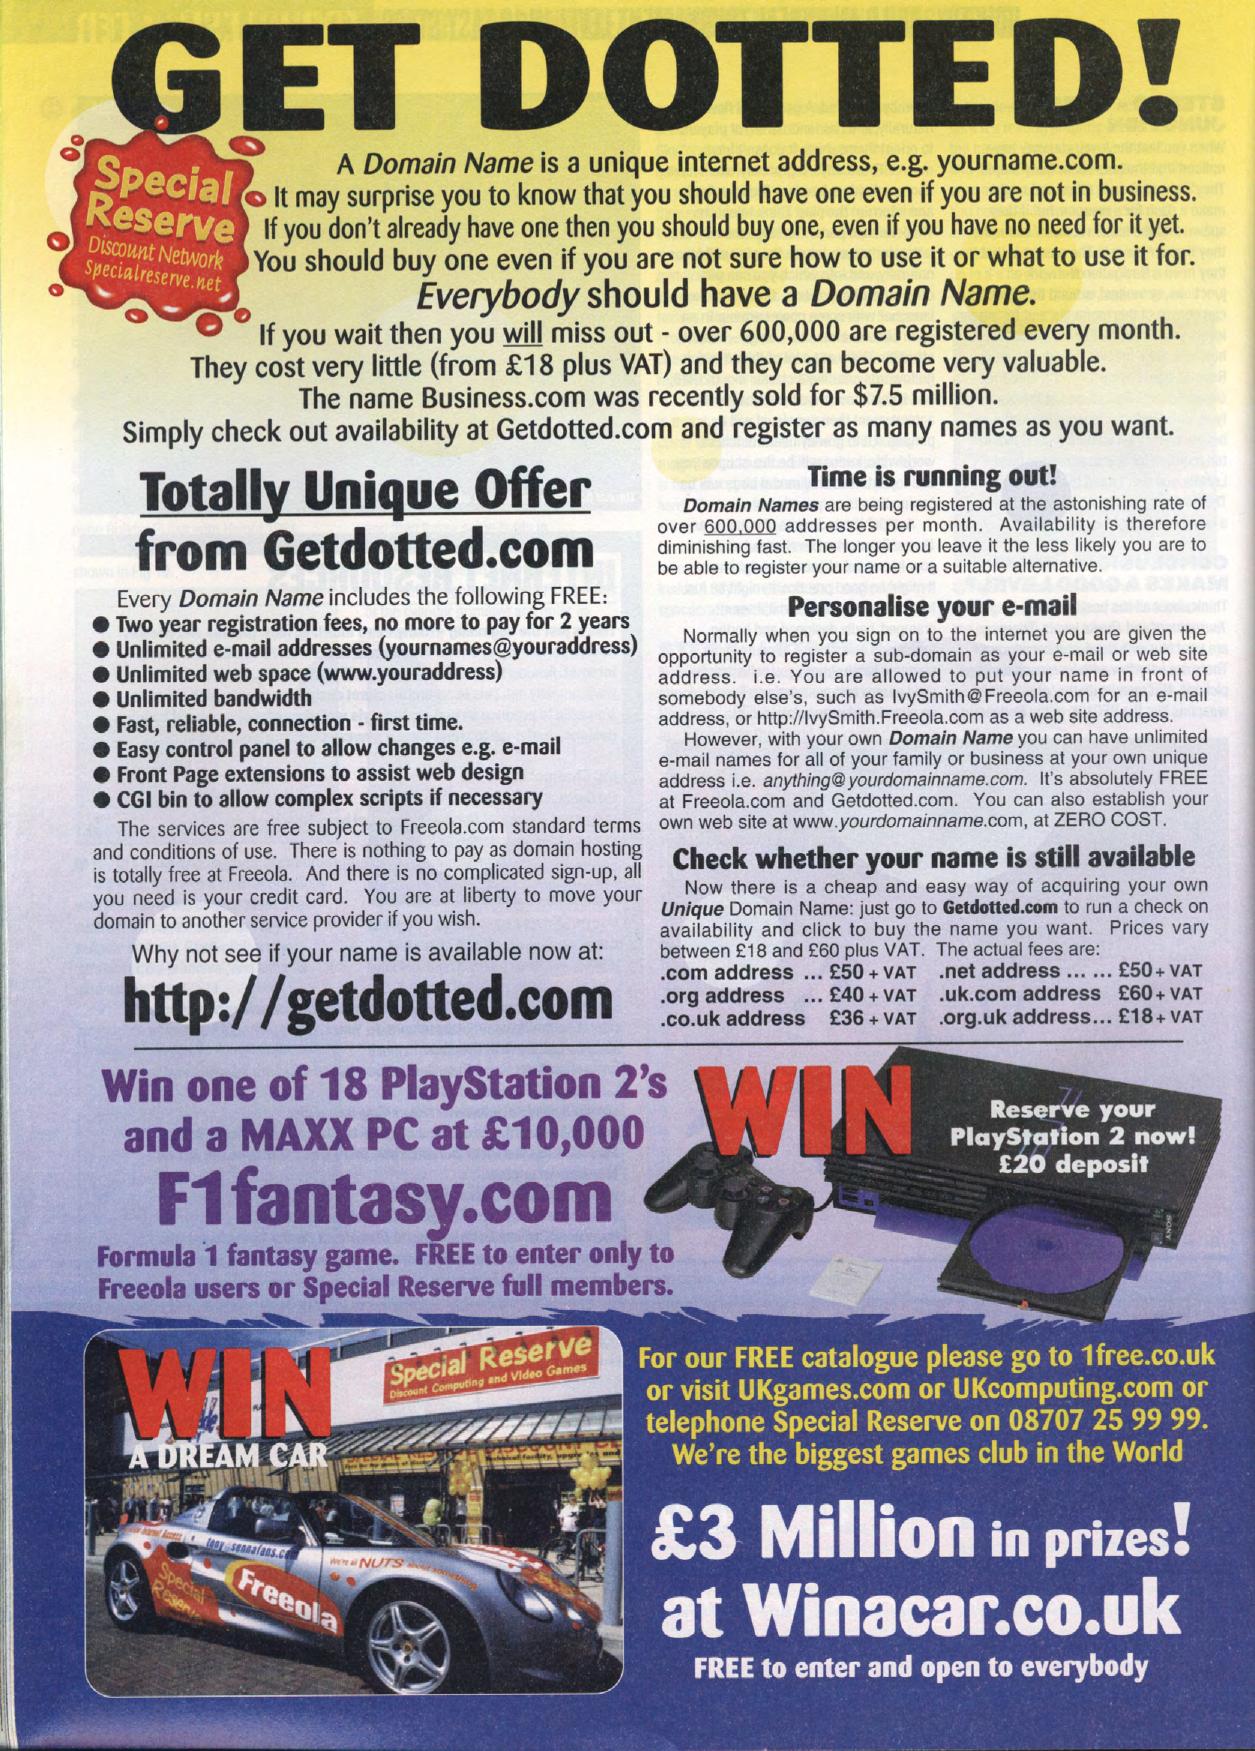 GET DOTTED!
Special
Reserve
Discount Network
Specialreserve.net
A Domain Name is a unique internet address, e.g. yourname.com.
It may surprise you to know that you should have one even if you are not in business.
If you don't already have one then you should buy one, even if you have no need for it yet.
You should buy one even if you are not sure how to use it or what to use it for.
Everybody should have a Domain Name.
If you wait then you will miss out - over 600,000 are registered every month.
They cost very little (from £18 plus VAT) and they can become very valuable.
The name Business.com was recently sold for $7.5 million.
Simply check out availability at Getdotted.com and register as many names as you want.
Totally Unique Offer
from Getdotted.com
Every Domain Name includes the following FREE:
● Two year registration fees, no more to pay for 2 years
● Unlimited e-mail addresses (yournames@youraddress)
● Unlimited web space (www.youraddress)
● Unlimited bandwidth
● Fast, reliable, connection - first time.
● Easy control panel to allow changes e.g. e-mail
● Front Page extensions to assist web design
● CGI bin to allow complex scripts if necessary
The services are free subject to Freeola.com standard terms
and conditions of use. There is nothing to pay as domain hosting
is totally free at Freeola. And there is no complicated sign-up, all
you need is your credit card. You are at liberty to move your
domain to another service provider if you wish.
Why not see if your name is available now at:
http://getdotted.com
Time is running out!
Domain Names are being registered at the astonishing rate of
over 600,000 addresses per month. Availability is therefore
diminishing fast. The longer you leave it the less likely you are to
be able to register your name or a suitable alternative.
Personalise your e-mail
Normally when you sign on to the internet you are given the
opportunity to register a sub-domain as your e-mail or web site
address. i.e. You are allowed to put your name in front of
somebody else's, such as IvySmith@Freeola.com for an e-mail
address, or http://IvySmith.Freeola.com as a web site address.
However, with your own Domain Name you can have unlimited
e-mail names for all of your family or business at your own unique
address i.e. anything@yourdomainname.com. It's absolutely FREE
at Freeola.com and Getdotted.com. You can also establish your
own web site at www.yourdomainname.com, at ZERO COST.
Check whether your name is still available
Now there is a cheap and easy way of acquiring your own
Unique Domain Name: just go to Getdotted.com to run a check on
availability and click to buy the name you want. Prices vary
between £18 and £60 plus VAT. The actual fees are:
.com address ... £50 + VAT .net address ... ... £50+ VAT
.org address ... £40 + VAT .uk.com address £60+ VAT
.co.uk address £36 + VAT .org.uk address... £18+ VAT
Win one of 18 PlayStation 2's
and a MAXX PC at £10,000
F1fantasy.com
Formula 1 fantasy game. FREE to enter only to
Freeola users or Special Reserve full members.
WIN
Reserve your
PlayStation 2 now!
£20 deposit
SONY
WIN
A DREAM CAR
Special Reserve
Discount Computing and Video Games
tony@sennafans.com
We're all NUTS about something
Special
Reserve
Freeola
For our FREE catalogue please go to 1free.co.uk
or visit UKgames.com or UKcomputing.com or
telephone Special Reserve on 08707 25 99 99.
We're the biggest games club in the World
£3 Million in prizes!
at Winacar.co.uk
FREE to enter and open to everybody